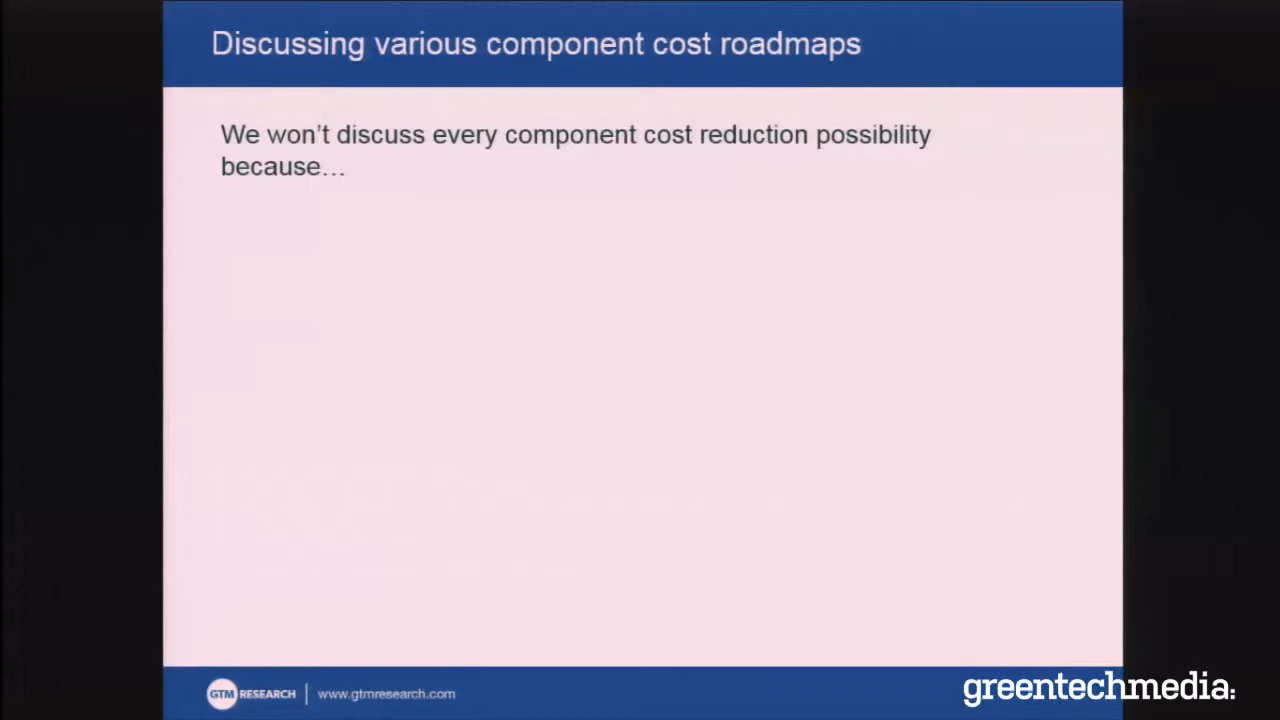 Discussing various component cost roadmaps
We won't discuss every component cost reduction possibility
because…
GTM RESEARCH | www.gtmresearch.com
greentechmedia: